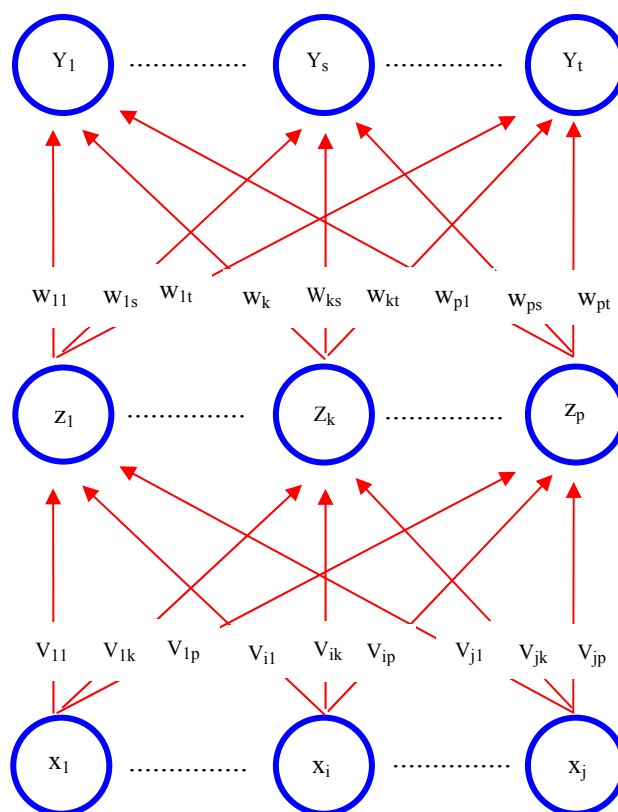 Y₁ ................ Yₛ ................ Yₜ
w₁₁ w₁ₛ w₁ₜ wₖ Wₖₛ wₖₜ wₚ₁ wₚₛ wₚₜ
z₁ ................ Zₖ ................ zₚ
V₁₁ V₁ₖ V₁ₚ Vᵢ₁ Vᵢₖ Vᵢₚ Vⱼ₁ Vⱼₖ Vⱼₚ
x₁ ................ xᵢ ................ xⱼ